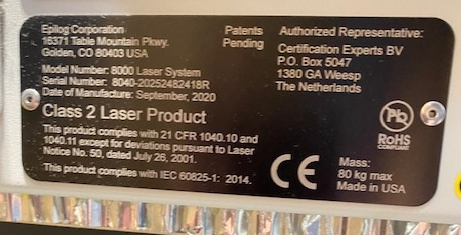 Epilog Corporation
16371 Table Mountain Pkwy.
Golden, CO 80403 USA
Patents
Pending
Authorized Representative:
Certification Experts BV
P.O. Box 5047
1380 GA Weesp
The Netherlands
Model Number: 8000 Laser System
Serial Number: 8040-20252482418R
Date of Manufacture: September, 2020
Class 2 Laser Product
This product complies with 21 CFR 1040.10 and
1040.11 except for deviations pursuant to Laser
Notice No. 50, dated July 26, 2001.
This product complies with IEC 60825-1: 2014.
CE
Mass:
80 kg max
Made in USA
Pb
RoHS
COMPLIANT